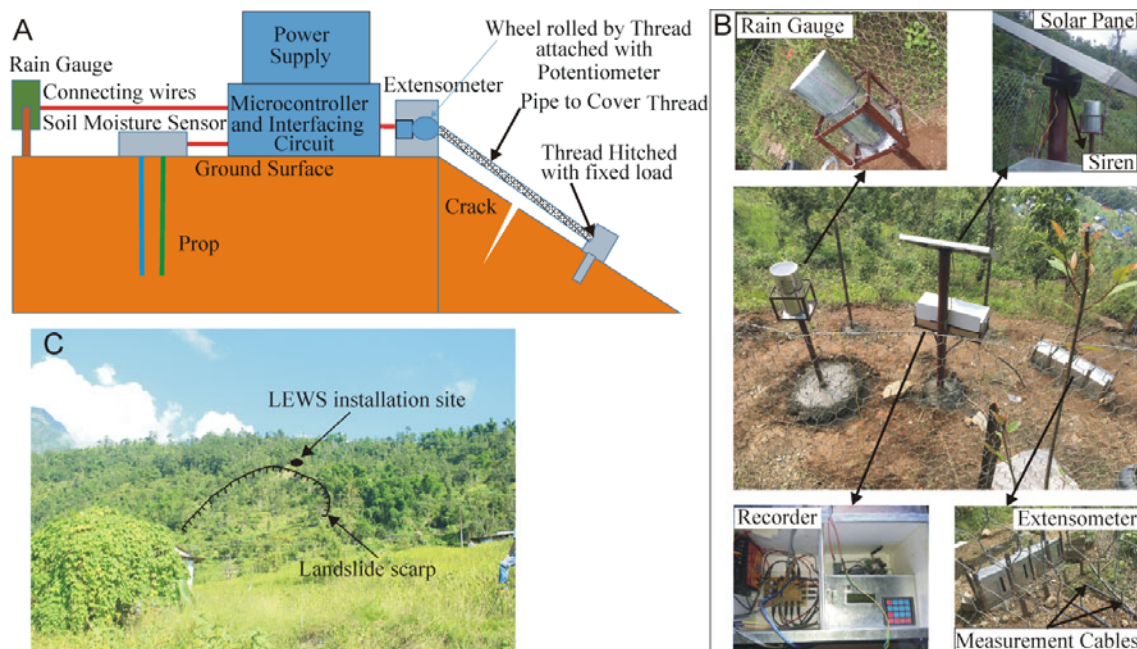 A
Power
Supply
Wheel rolled by Thread
attached with
Potentiometer
Rain Gauge
Extensometer
Connecting wires
Pipe to Cover Thread
Soil Moisture Sensor
Microcontroller
and Interfacing
Circuit
Thread Hitched
with fixed load
Ground Surface
Crack
Prop
B
Rain Gauge
Solar Panel
Siren
Recorder
Extensometer
Measurement Cables
C
LEWS installation site
Landslide scarp